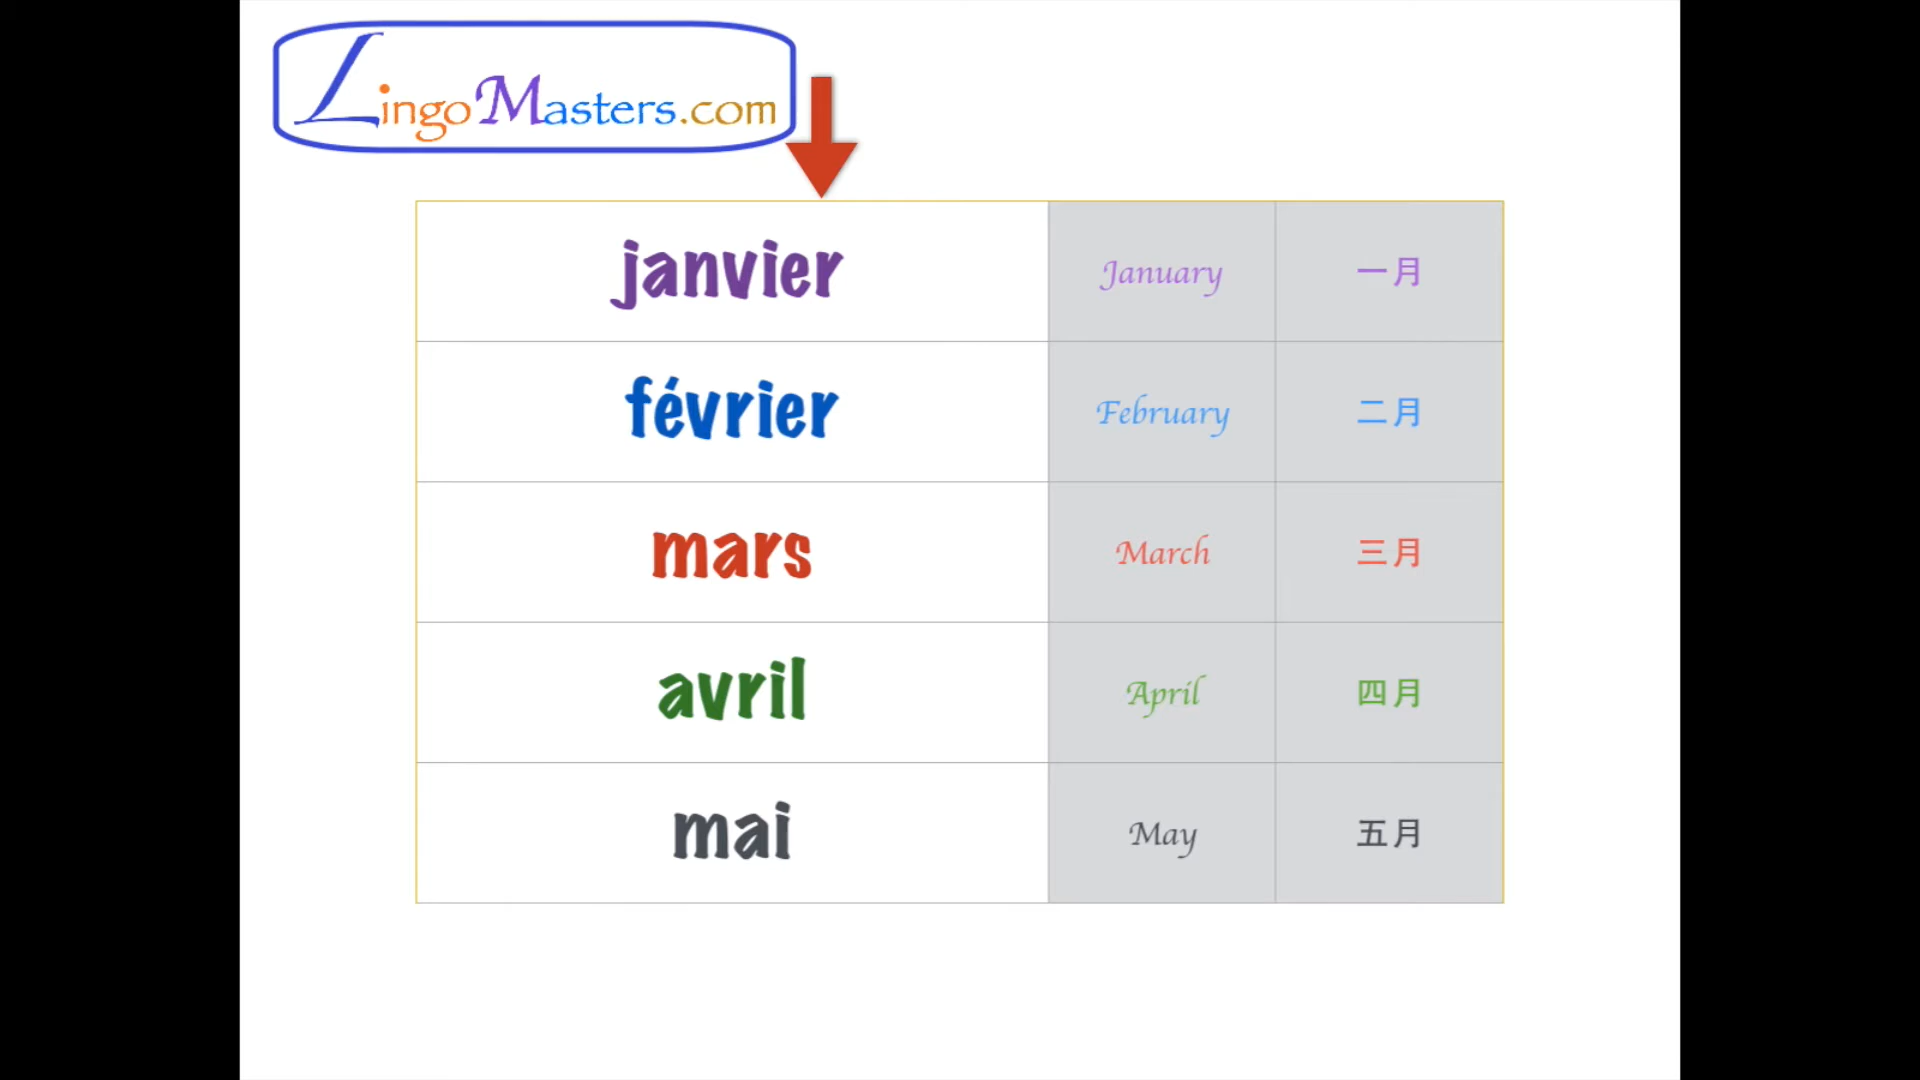 LingoMasters.com
janvier January 一月
février February 二月
mars March 三月
avril April 四月
mai May 五月